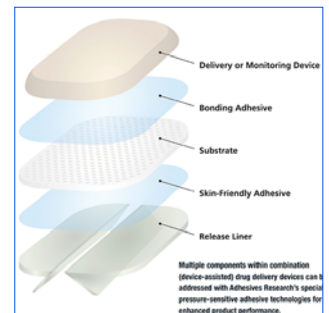 Delivery or Monitoring Device
Bonding Adhesive
Substrate
Skin-Friendly Adhesive
Release Liner
Multiple components within combination
(device-assisted) drug delivery devices can b
addressed with Adhesives Research's special
pressure-sensitive adhesive technologies for
enhanced product performance.